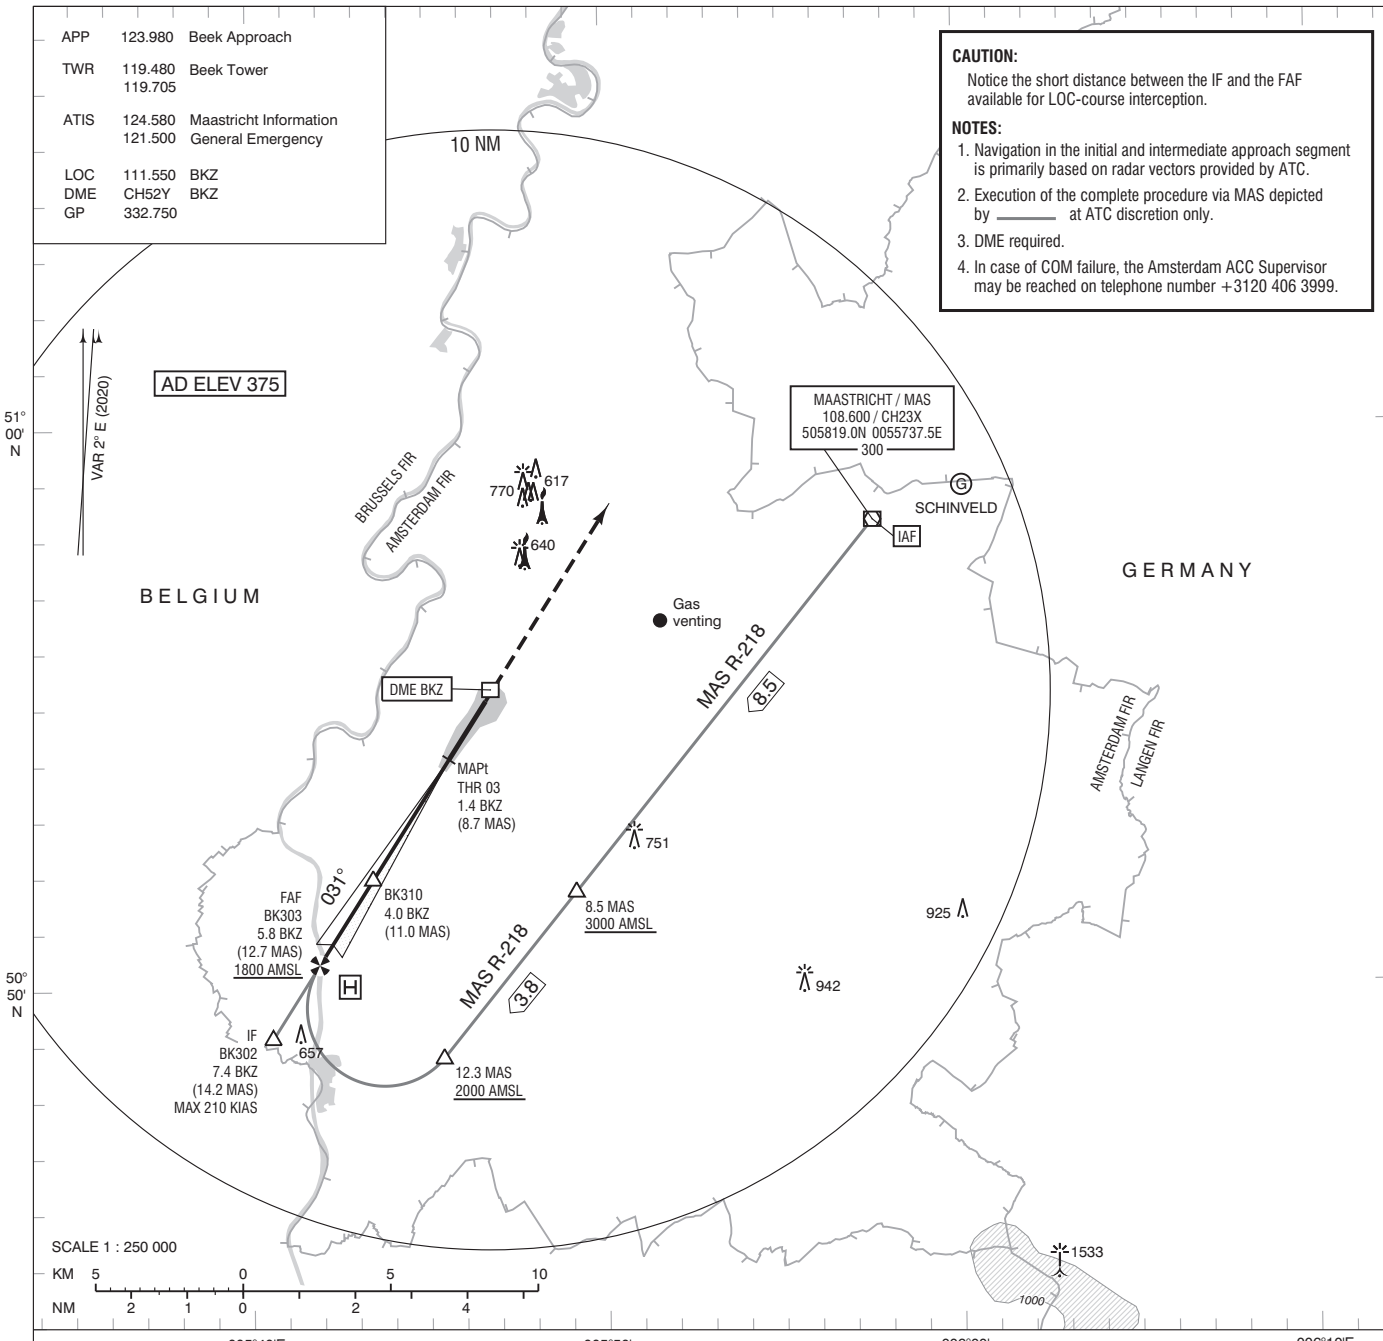 APP 123.980 Beek Approach
TWR 119.480 Beek Tower
119.705
ATIS 124.580 Maastricht Information
121.500 General Emergency
LOC 111.550 BKZ
DME CH52Y BKZ
GP 332.750
CAUTION:
Notice the short distance between the IF and the FAF
available for LOC-course interception.
NOTES:
1. Navigation in the initial and intermediate approach segment
is primarily based on radar vectors provided by ATC.
2. Execution of the complete procedure via MAS depicted
by at ATC discretion only.
3. DME required.
4. In case of COM failure, the Amsterdam ACC Supervisor
may be reached on telephone number +3120 406 3999.
10 NM
VAR 2° E (2020)
AD ELEV 375
51°
00'
N
MAASTRICHT / MAS
108.600 / CH23X
505819.0N 0055737.5E
300
BRUSSELS FIR
AMSTERDAM FIR
770
617
640
G
SCHINVELD
IAF
BELGIUM
GERMANY
Gas
venting
MAS R-218
8.5
DME BKZ
AMSTERDAM FIR
LANGEN FIR
MAPt
THR 03
1.4 BKZ
(8.7 MAS)
751
031°
FAF
BK303
5.8 BKZ
(12.7 MAS)
1800 AMSL
BK310
4.0 BKZ
(11.0 MAS)
8.5 MAS
3000 AMSL
925
MAS R-218
3.8
942
50°
50'
N
H
IF
BK302
7.4 BKZ
(14.2 MAS)
MAX 210 KIAS
657
12.3 MAS
2000 AMSL
1533
1000
SCALE 1 : 250 000
KM 5 0 5 10
NM 2 1 0 2 4